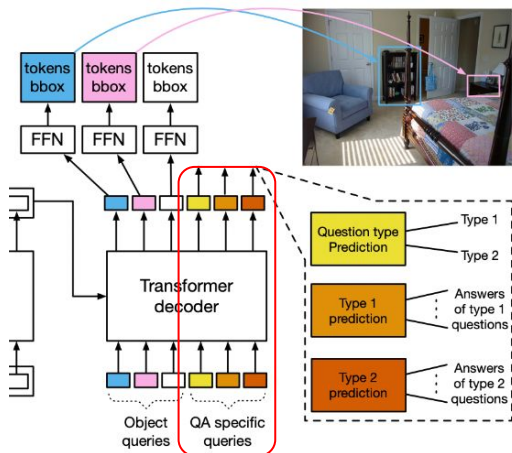 tokens
bbox
tokens
bbox
tokens
bbox
FFN
FFN
FFN
Transformer
decoder
Object
queries
QA specific
queries
Question type
Prediction
Type 1
Type 2
Type 1
prediction
Answers
of type 1
questions
Type 2
prediction
Answers
of type 2
questions